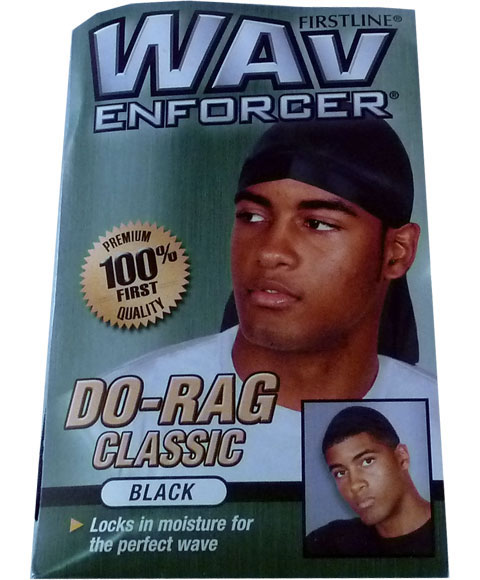 FIRSTLINE®
WAV
ENFORCER®
PREMIUM
100%
FIRST
QUALITY
DO-RAG
CLASSIC
BLACK
Locks in moisture for
the perfect wave